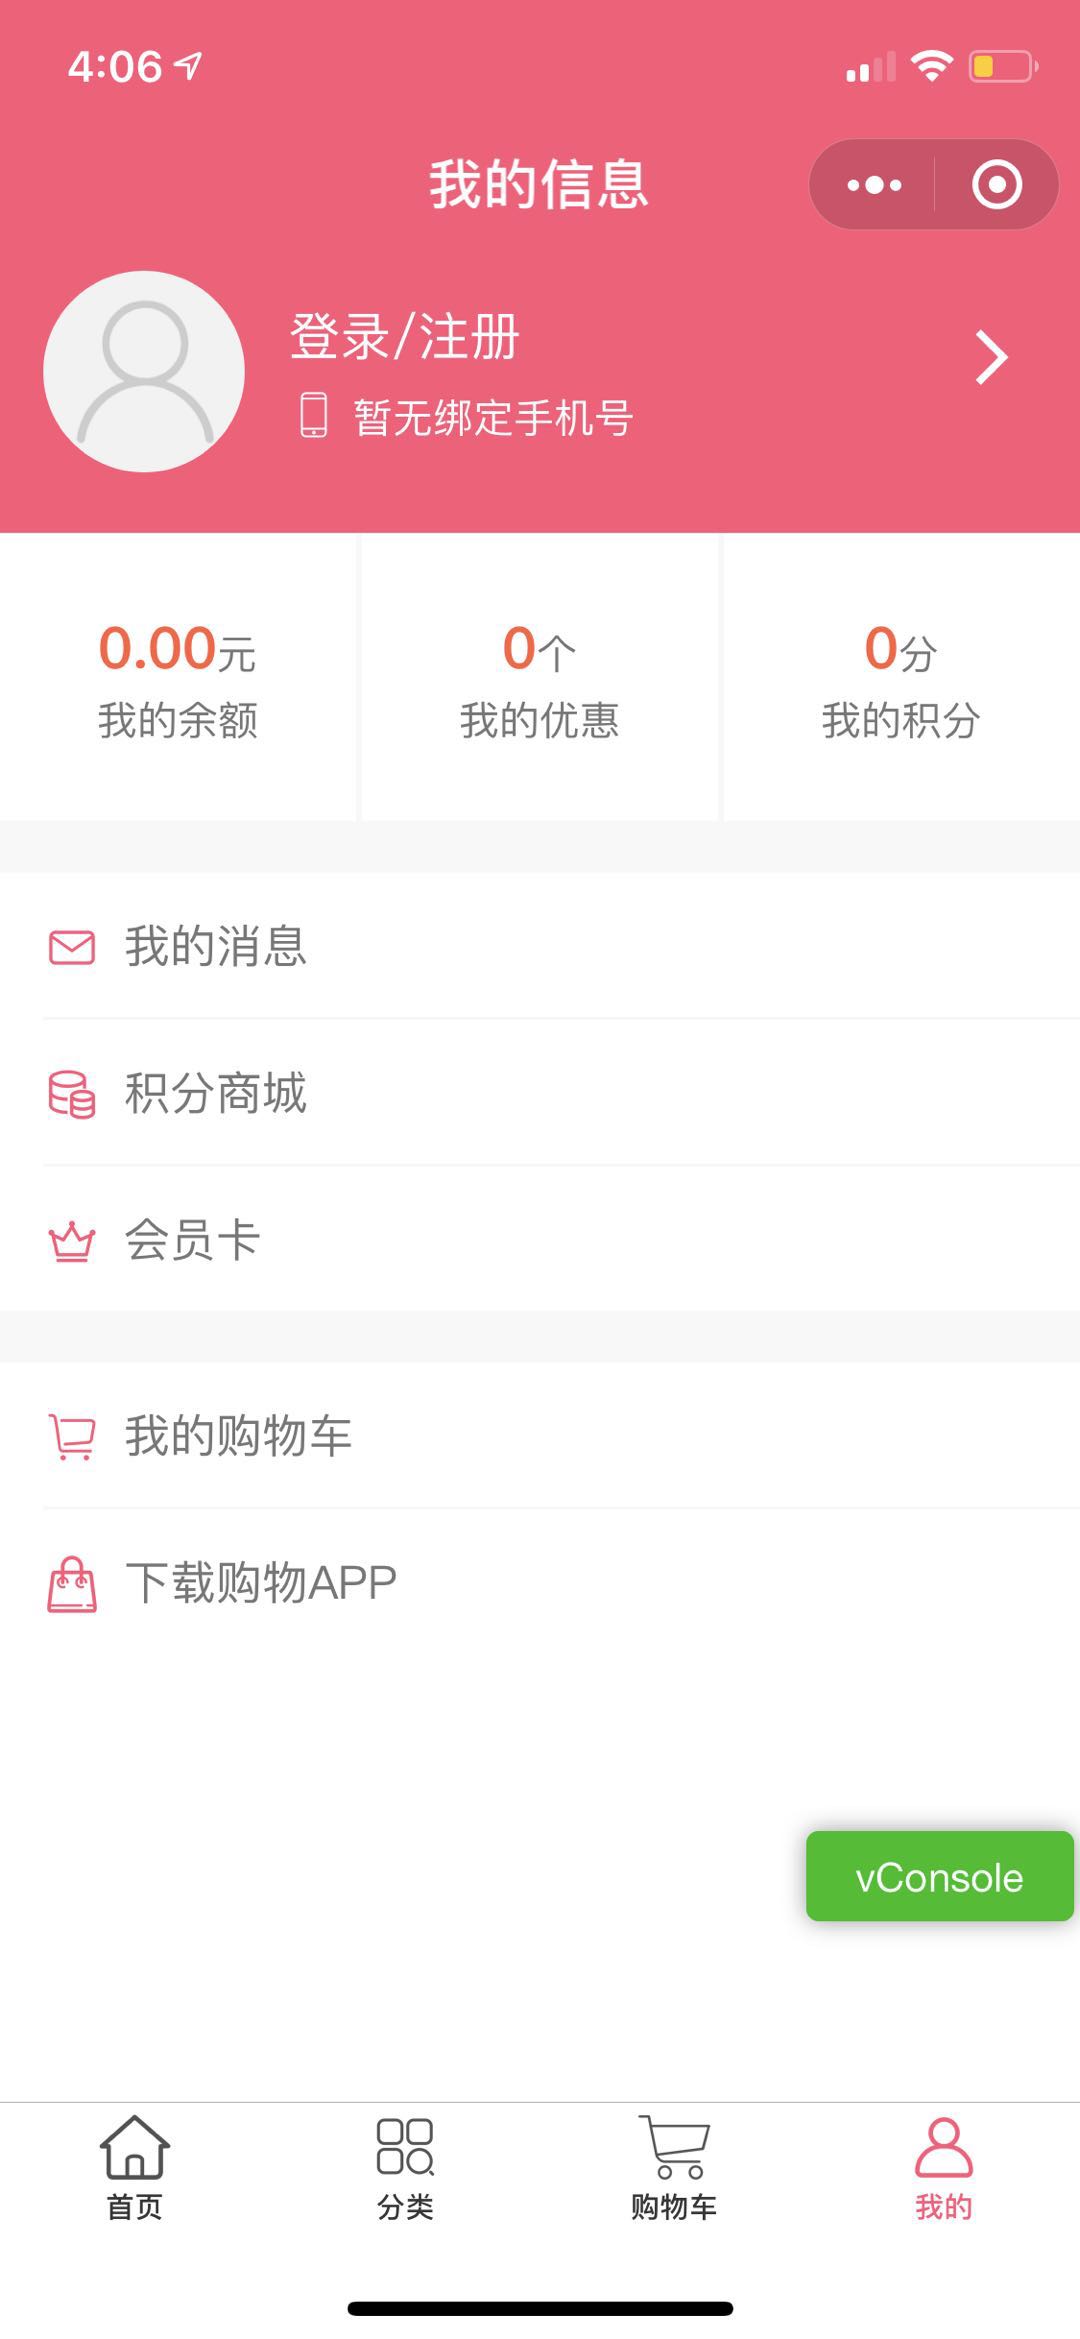 4:06
我的信息
登录/注册
暂无绑定手机号
0.00元
0个
0分
我的余额
我的优惠
我的积分
我的消息
积分商城
会员卡
我的购物车
下载购物APP
vConsole
首页
分类
购物车
我的